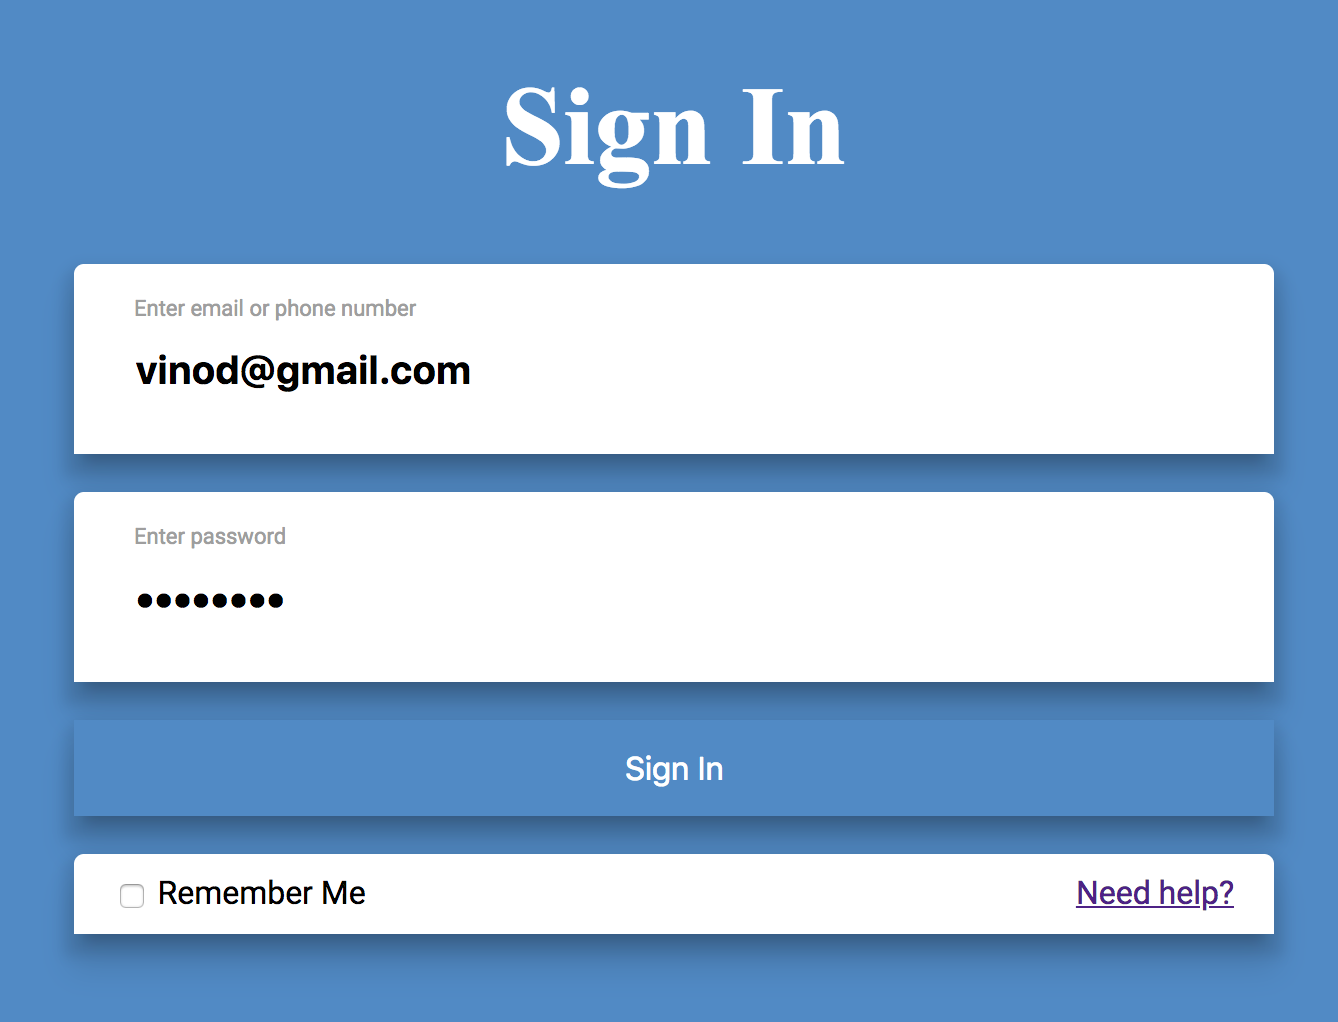 Sign In
Enter email or phone number
vinod@gmail.com
Enter password
••••••••
Sign In
Remember Me
Need help?